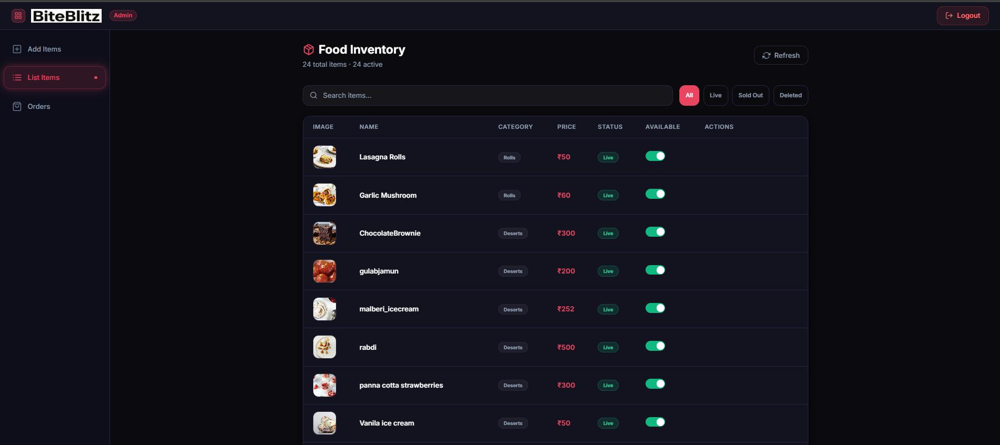 BiteBlitz Admin Logout
Add Items
List Items
Orders
Food Inventory
24 total items · 24 active
Refresh
Search items...
All Live Sold Out Deleted
IMAGE NAME CATEGORY PRICE STATUS AVAILABLE ACTIONS
Lasagna Rolls Rolls ₹50 Live
Garlic Mushroom Rolls ₹60 Live
ChocolateBrownie Deserts ₹300 Live
gulabjamun Deserts ₹200 Live
malberi_icecream Deserts ₹252 Live
rabdi Deserts ₹500 Live
panna cotta strawberries Deserts ₹300 Live
Vanila ice cream Deserts ₹50 Live